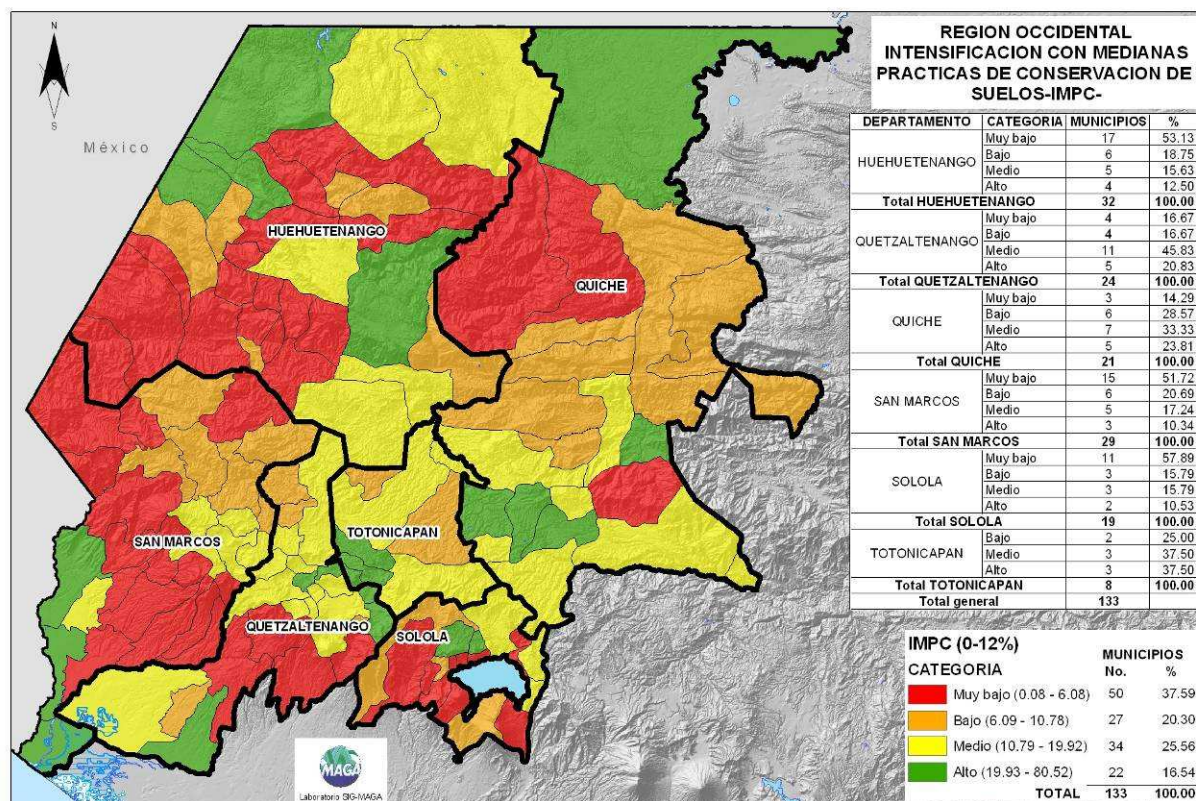 N
S
México
HUEHUETENANGO
QUICHE
TOTONICAPAN
SAN MARCOS
QUETZALTENANGO
SOLOLA
MAGA
Laboratorio SIG-MAGA
REGION OCCIDENTAL
INTENSIFICACION CON MEDIANAS
PRACTICAS DE CONSERVACION DE
SUELOS-IMPC-
DEPARTAMENTO CATEGORIA MUNICIPIOS %
HUEHUETENANGO Muy bajo 17 53.13
Bajo 6 18.75
Medio 5 15.63
Alto 4 12.50
Total HUEHUETENANGO 32 100.00
QUETZALTENANGO Muy bajo 4 16.67
Bajo 4 16.67
Medio 11 45.83
Alto 5 20.83
Total QUETZALTENANGO 24 100.00
QUICHE Muy bajo 3 14.29
Bajo 6 28.57
Medio 7 33.33
Alto 5 23.81
Total QUICHE 21 100.00
SAN MARCOS Muy bajo 15 51.72
Bajo 6 20.69
Medio 5 17.24
Alto 3 10.34
Total SAN MARCOS 29 100.00
SOLOLA Muy bajo 11 57.89
Bajo 3 15.79
Medio 3 15.79
Alto 2 10.53
Total SOLOLA 19 100.00
TOTONICAPAN Bajo 2 25.00
Medio 3 37.50
Alto 3 37.50
Total TOTONICAPAN 8 100.00
Total general 133
IMPC (0-12%)
CATEGORIA MUNICIPIOS
No. %
Muy bajo (0.08 - 6.08) 50 37.59
Bajo (6.09 - 10.78) 27 20.30
Medio (10.79 - 19.92) 34 25.56
Alto (19.93 - 80.52) 22 16.54
TOTAL 133 100.00